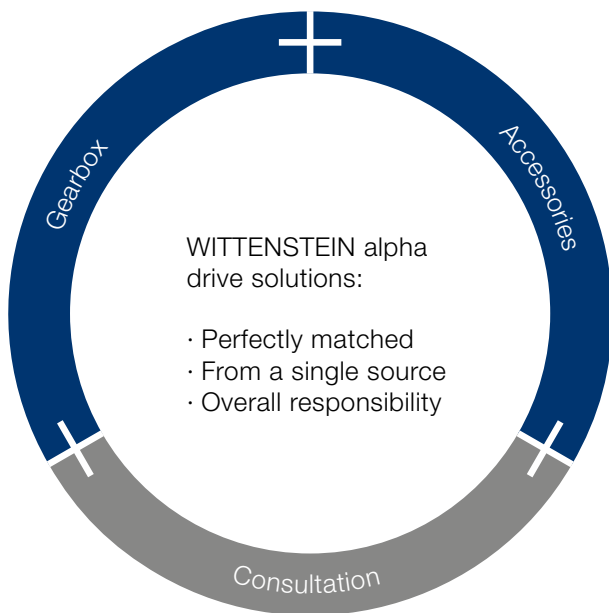 Gearbox
Accessories
WITTENSTEIN alpha
drive solutions:
· Perfectly matched
· From a single source
· Overall responsibility
Consultation